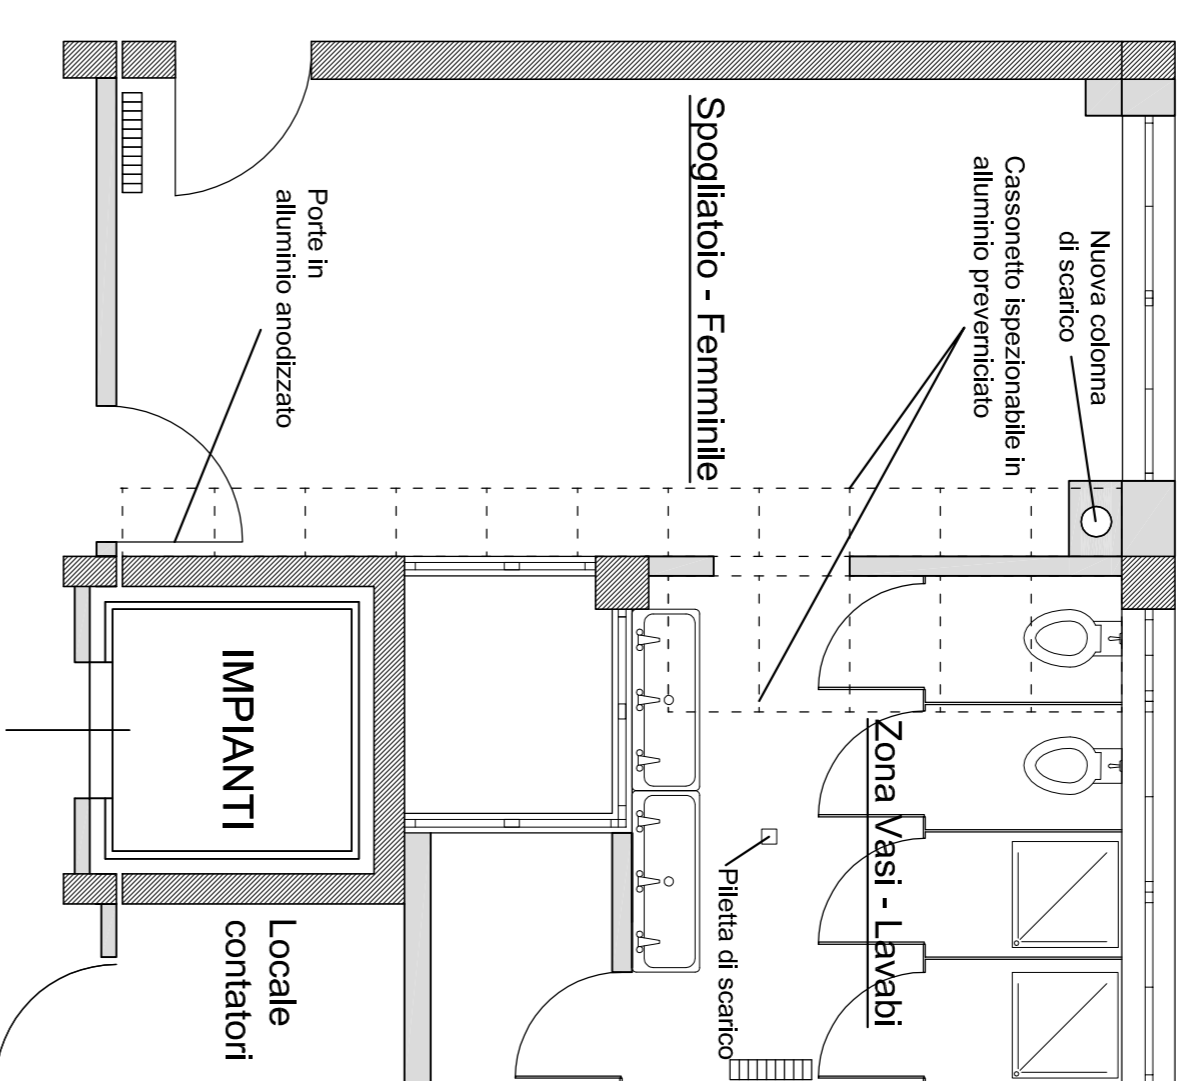 Nuova colonna
di scarico
Cassonetto ispezionabile in
alluminio preverniciato
Spogliatoio - Femminile
Porte in
alluminio anodizzato
Zona Vasi - Lavabi
Piletta di scarico
IMPIANTI
Locale
contatori